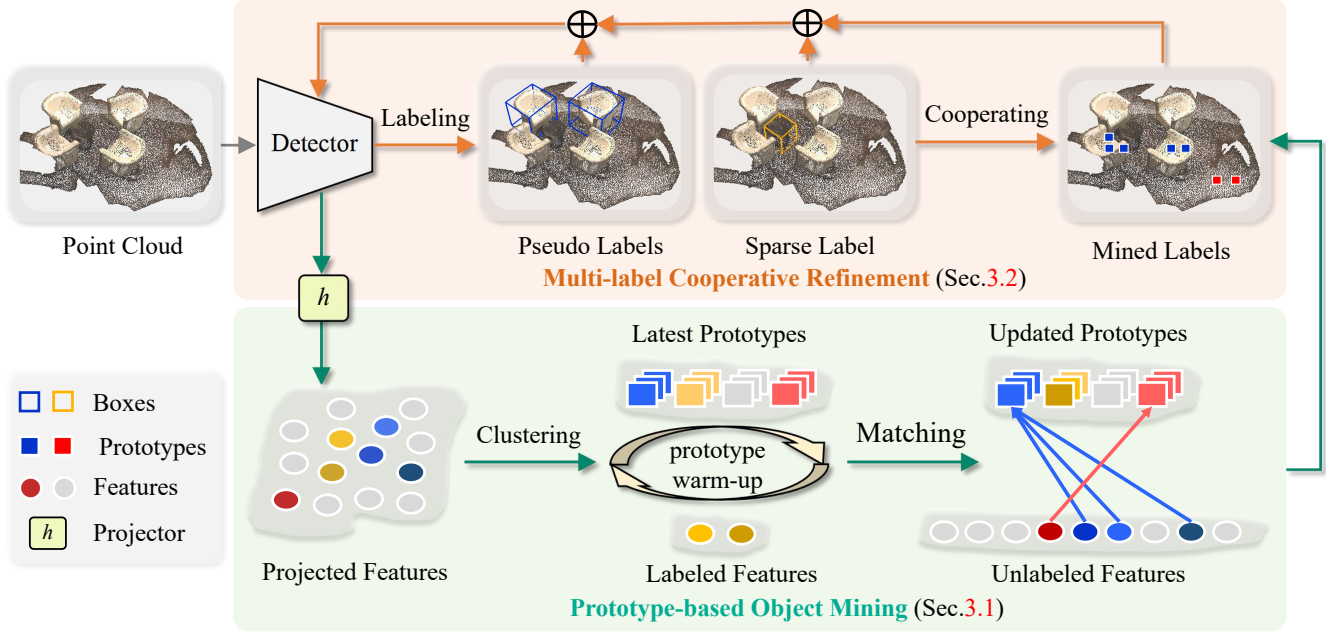 Point Cloud
Detector
Labeling
Pseudo Labels
Sparse Label
Cooperating
Mined Labels
Multi-label Cooperative Refinement (Sec.3.2)
h
Boxes
Prototypes
Features
h
Projector
Projected Features
Clustering
Latest Prototypes
prototype
warm-up
Labeled Features
Matching
Updated Prototypes
Unlabeled Features
Prototype-based Object Mining (Sec.3.1)